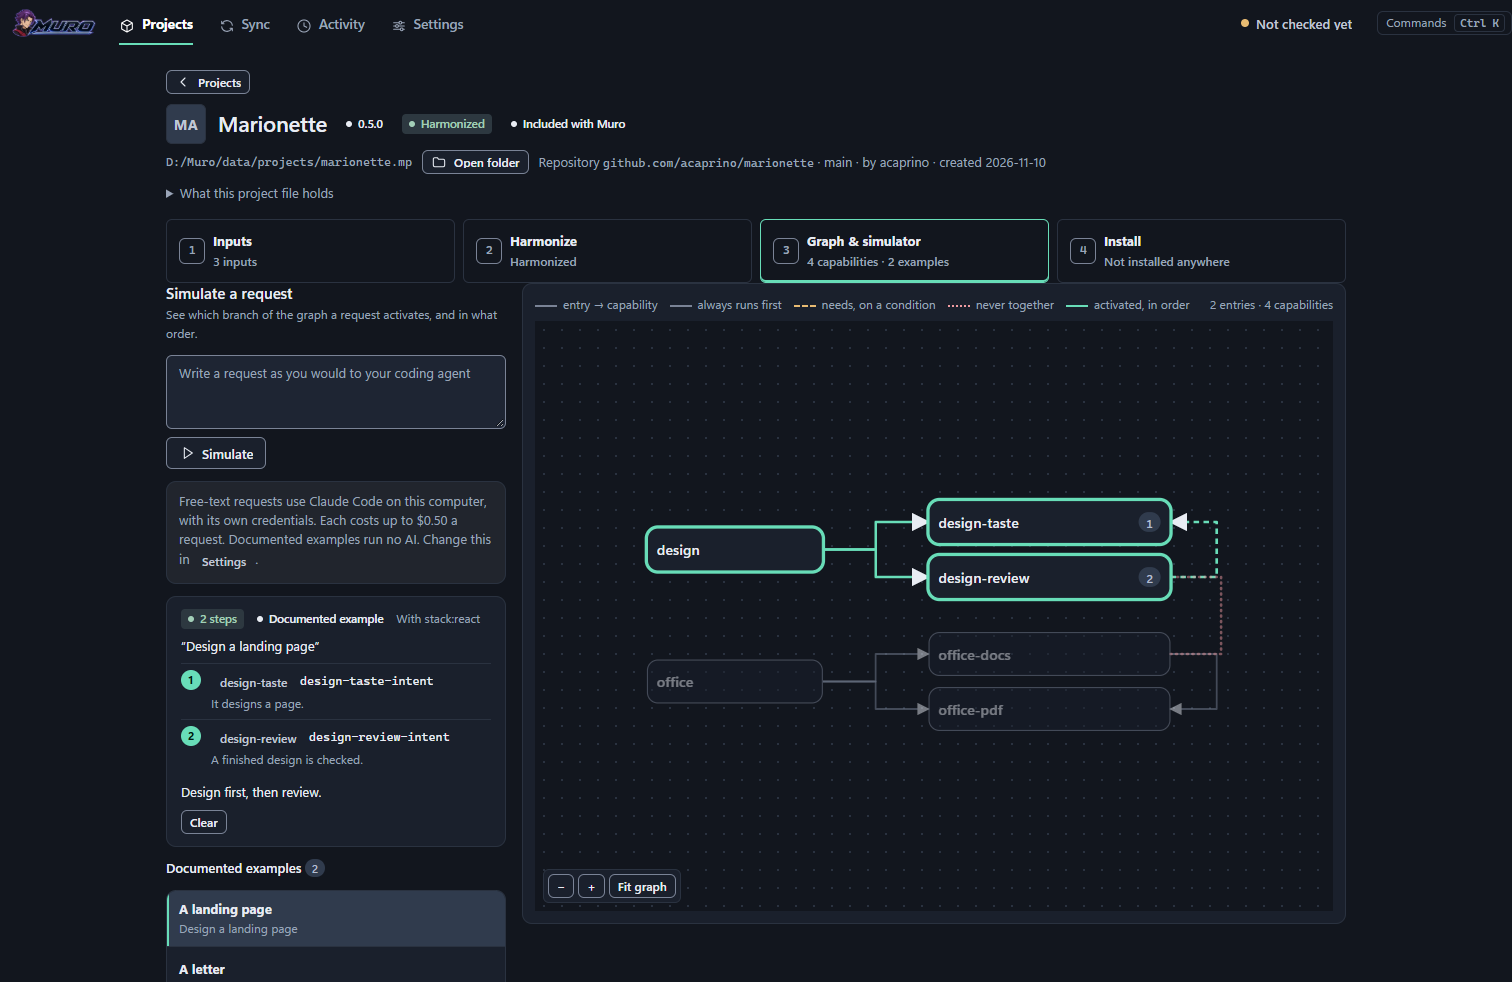 MURO
Projects
Sync
Activity
Settings
Not checked yet
Commands Ctrl K
Projects
MA
Marionette
0.5.0
Harmonized
Included with Muro
D:/Muro/data/projects/marionette.mp
Open folder
Repository github.com/acaprino/marionette · main · by acaprino · created 2026-11-10
What this project file holds
1
Inputs
3 inputs
2
Harmonize
Harmonized
3
Graph & simulator
4 capabilities · 2 examples
4
Install
Not installed anywhere
Simulate a request
See which branch of the graph a request activates, and in what
order.
Write a request as you would to your coding agent
Simulate
Free-text requests use Claude Code on this computer,
with its own credentials. Each costs up to $0.50 a
request. Documented examples run no AI. Change this
in Settings .
2 steps
Documented example
With stack:react
“Design a landing page”
1
design-taste design-taste-intent
It designs a page.
2
design-review design-review-intent
A finished design is checked.
Design first, then review.
Clear
Documented examples 2
A landing page
Design a landing page
A letter
entry → capability
always runs first
needs, on a condition
never together
activated, in order
2 entries · 4 capabilities
design
design-taste 1
design-review 2
office
office-docs
office-pdf
−
+
Fit graph